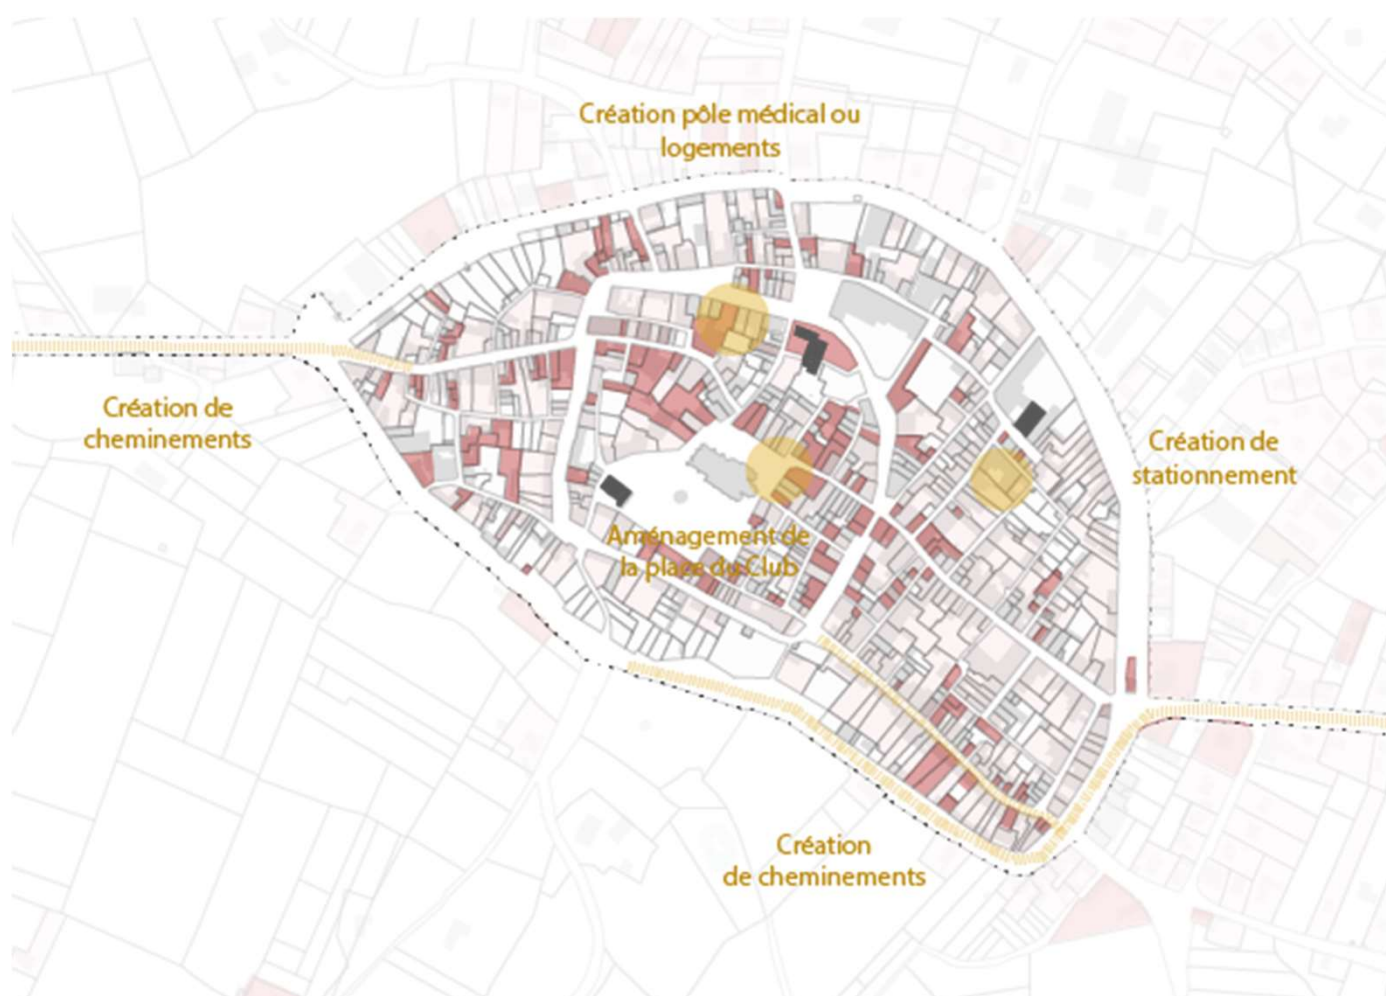 Création pôle médical ou
logements
Création de
cheminements
Création de
stationnement
Aménagement de
la place du Club
Création
de cheminements